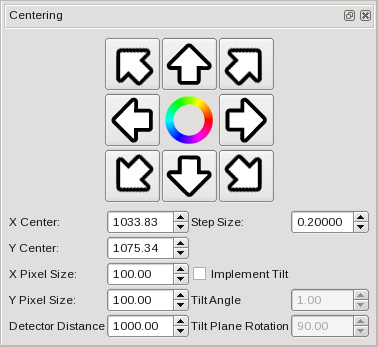 Centering
X Center: 1033.83 Step Size: 0.20000
Y Center: 1075.34
X Pixel Size: 100.00 Implement Tilt
Y Pixel Size: 100.00 Tilt Angle 1.00
Detector Distance 1000.00 Tilt Plane Rotation 90.00